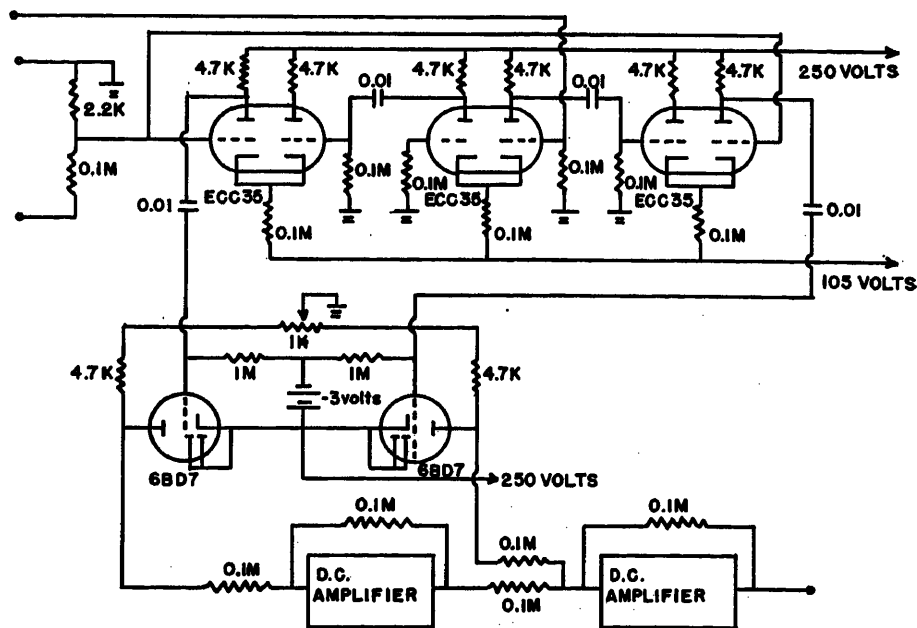 4.7K
4.7K
4.7K
0.01
4.7K
0.01
4.7K
4.7K
250 VOLTS
2.2K
0.1M
0.1M
0.1M
0.1M
0.1M
ECC35
ECC35
ECC35
0.01
0.1M
0.1M
0.1M
0.01
105 VOLTS
1K
4.7K
1M
1M
4.7K
-3volts
6BD7
6BD7
250 VOLTS
0.1M
0.1M
0.1M
0.1M
D.C.
AMPLIFIER
0.1M
D.C.
AMPLIFIER